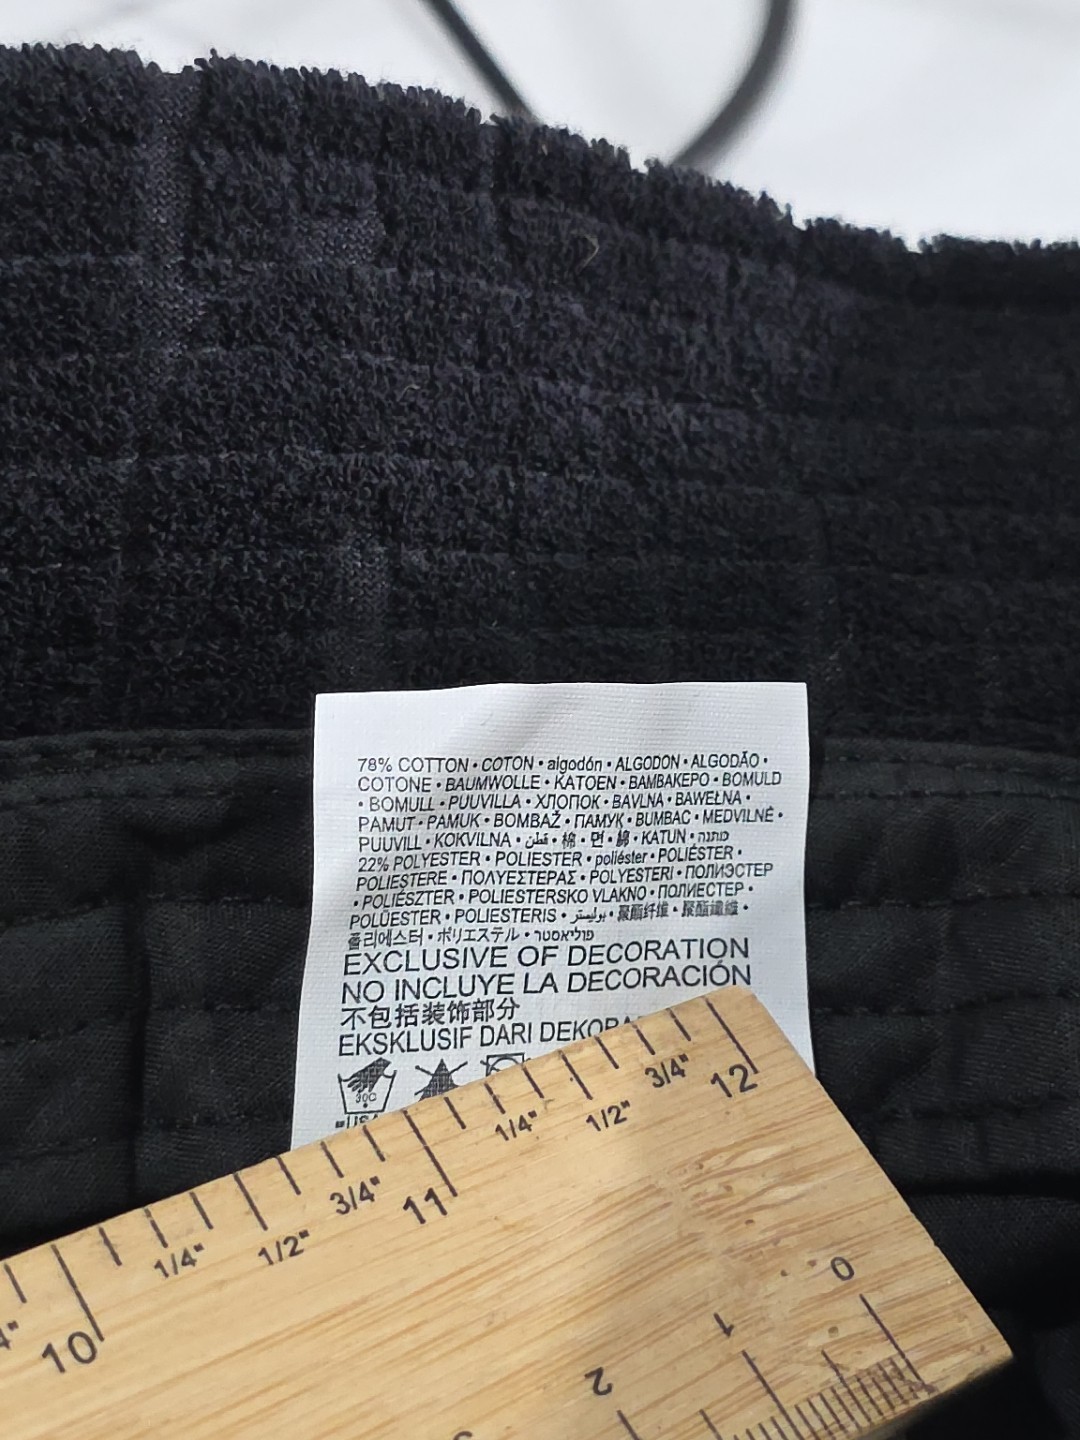 78% COTTON • COTON • algodón • ALGODON • ALGODÃO •
COTONE • BAUMWOLLE • KATOEN • ΒΑΜΒΑΚΕΡΟ • BOMULD
• BOMULL • PUUVILLA • ХЛОПОК • BAVLNA • BAWEŁNA •
PAMUT • PAMUK • BOMBAŽ • ПАМУК • BUMBAC • MEDVILNĖ •
PUUVILL • KOKVILNA • قطن • 棉 • 면 • 綿 • KATUN • כותנה
22% POLYESTER • POLIESTER • poliéster • POLIÉSTER •
POLIESTERE • ΠΟΛΥΕΣΤΕΡΑΣ • POLYESTERI • ПОЛИЭСТЕР
• POLIÉSZTER • POLIESTERSKO VLAKNO • ПОЛИЕСТЕР •
POLÜESTER • POLIESTERIS • بوليستر • 聚酯纤维 • 聚酯纖維 •
폴리에스터 • ポリエステル • פוליאסטר
EXCLUSIVE OF DECORATION
NO INCLUYE LA DECORACIÓN
不包括装饰部分
EKSKLUSIF DARI DEKORA
30C
3/4" 12
1/4" 1/2"
3/4" 11
1/4" 1/2"
10
0
1
2